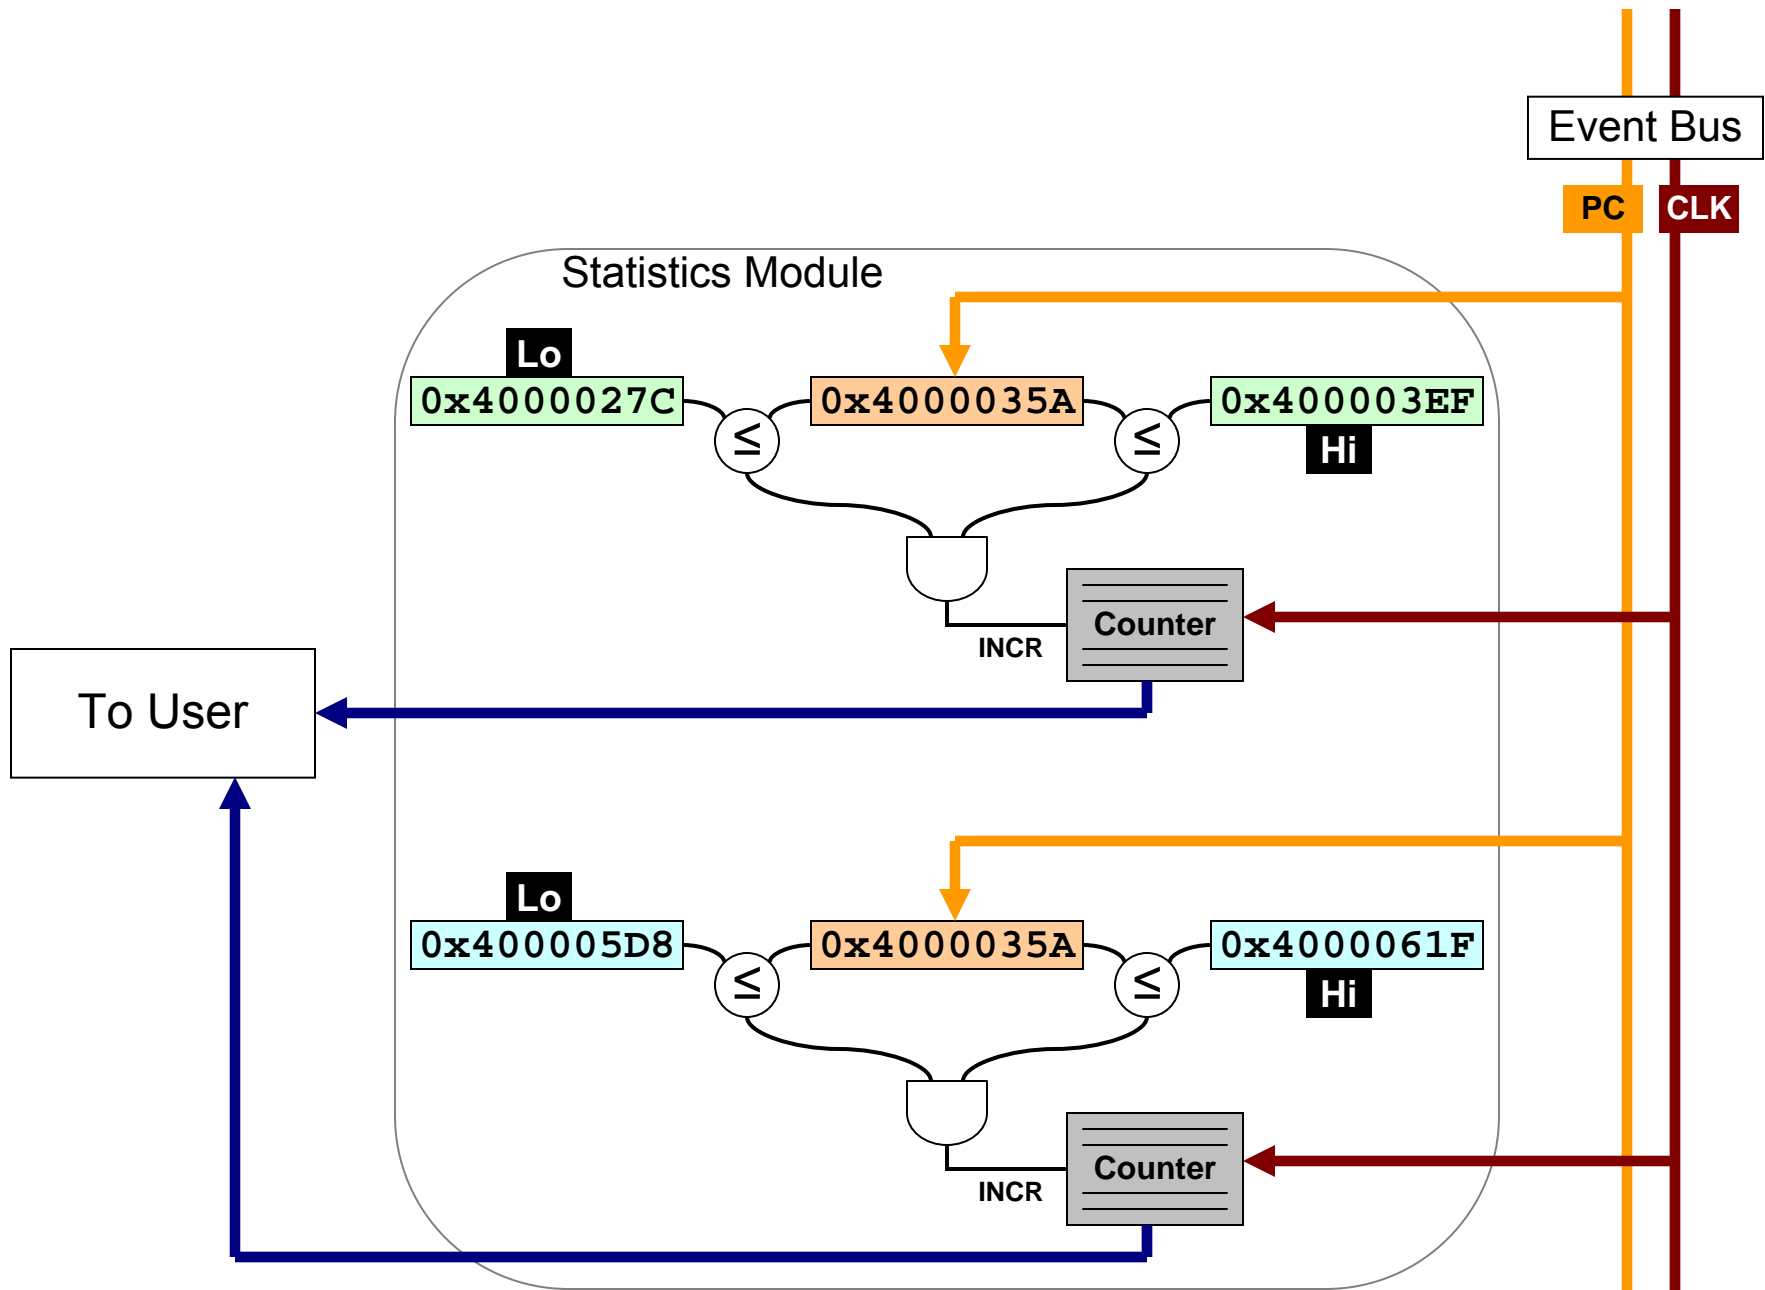 Event Bus
PC
CLK
Statistics Module
Lo
0x4000027C
≤
0x4000035A
≤
0x400003EF
Hi
Counter
INCR
To User
Lo
0x400005D8
≤
0x4000035A
≤
0x4000061F
Hi
Counter
INCR